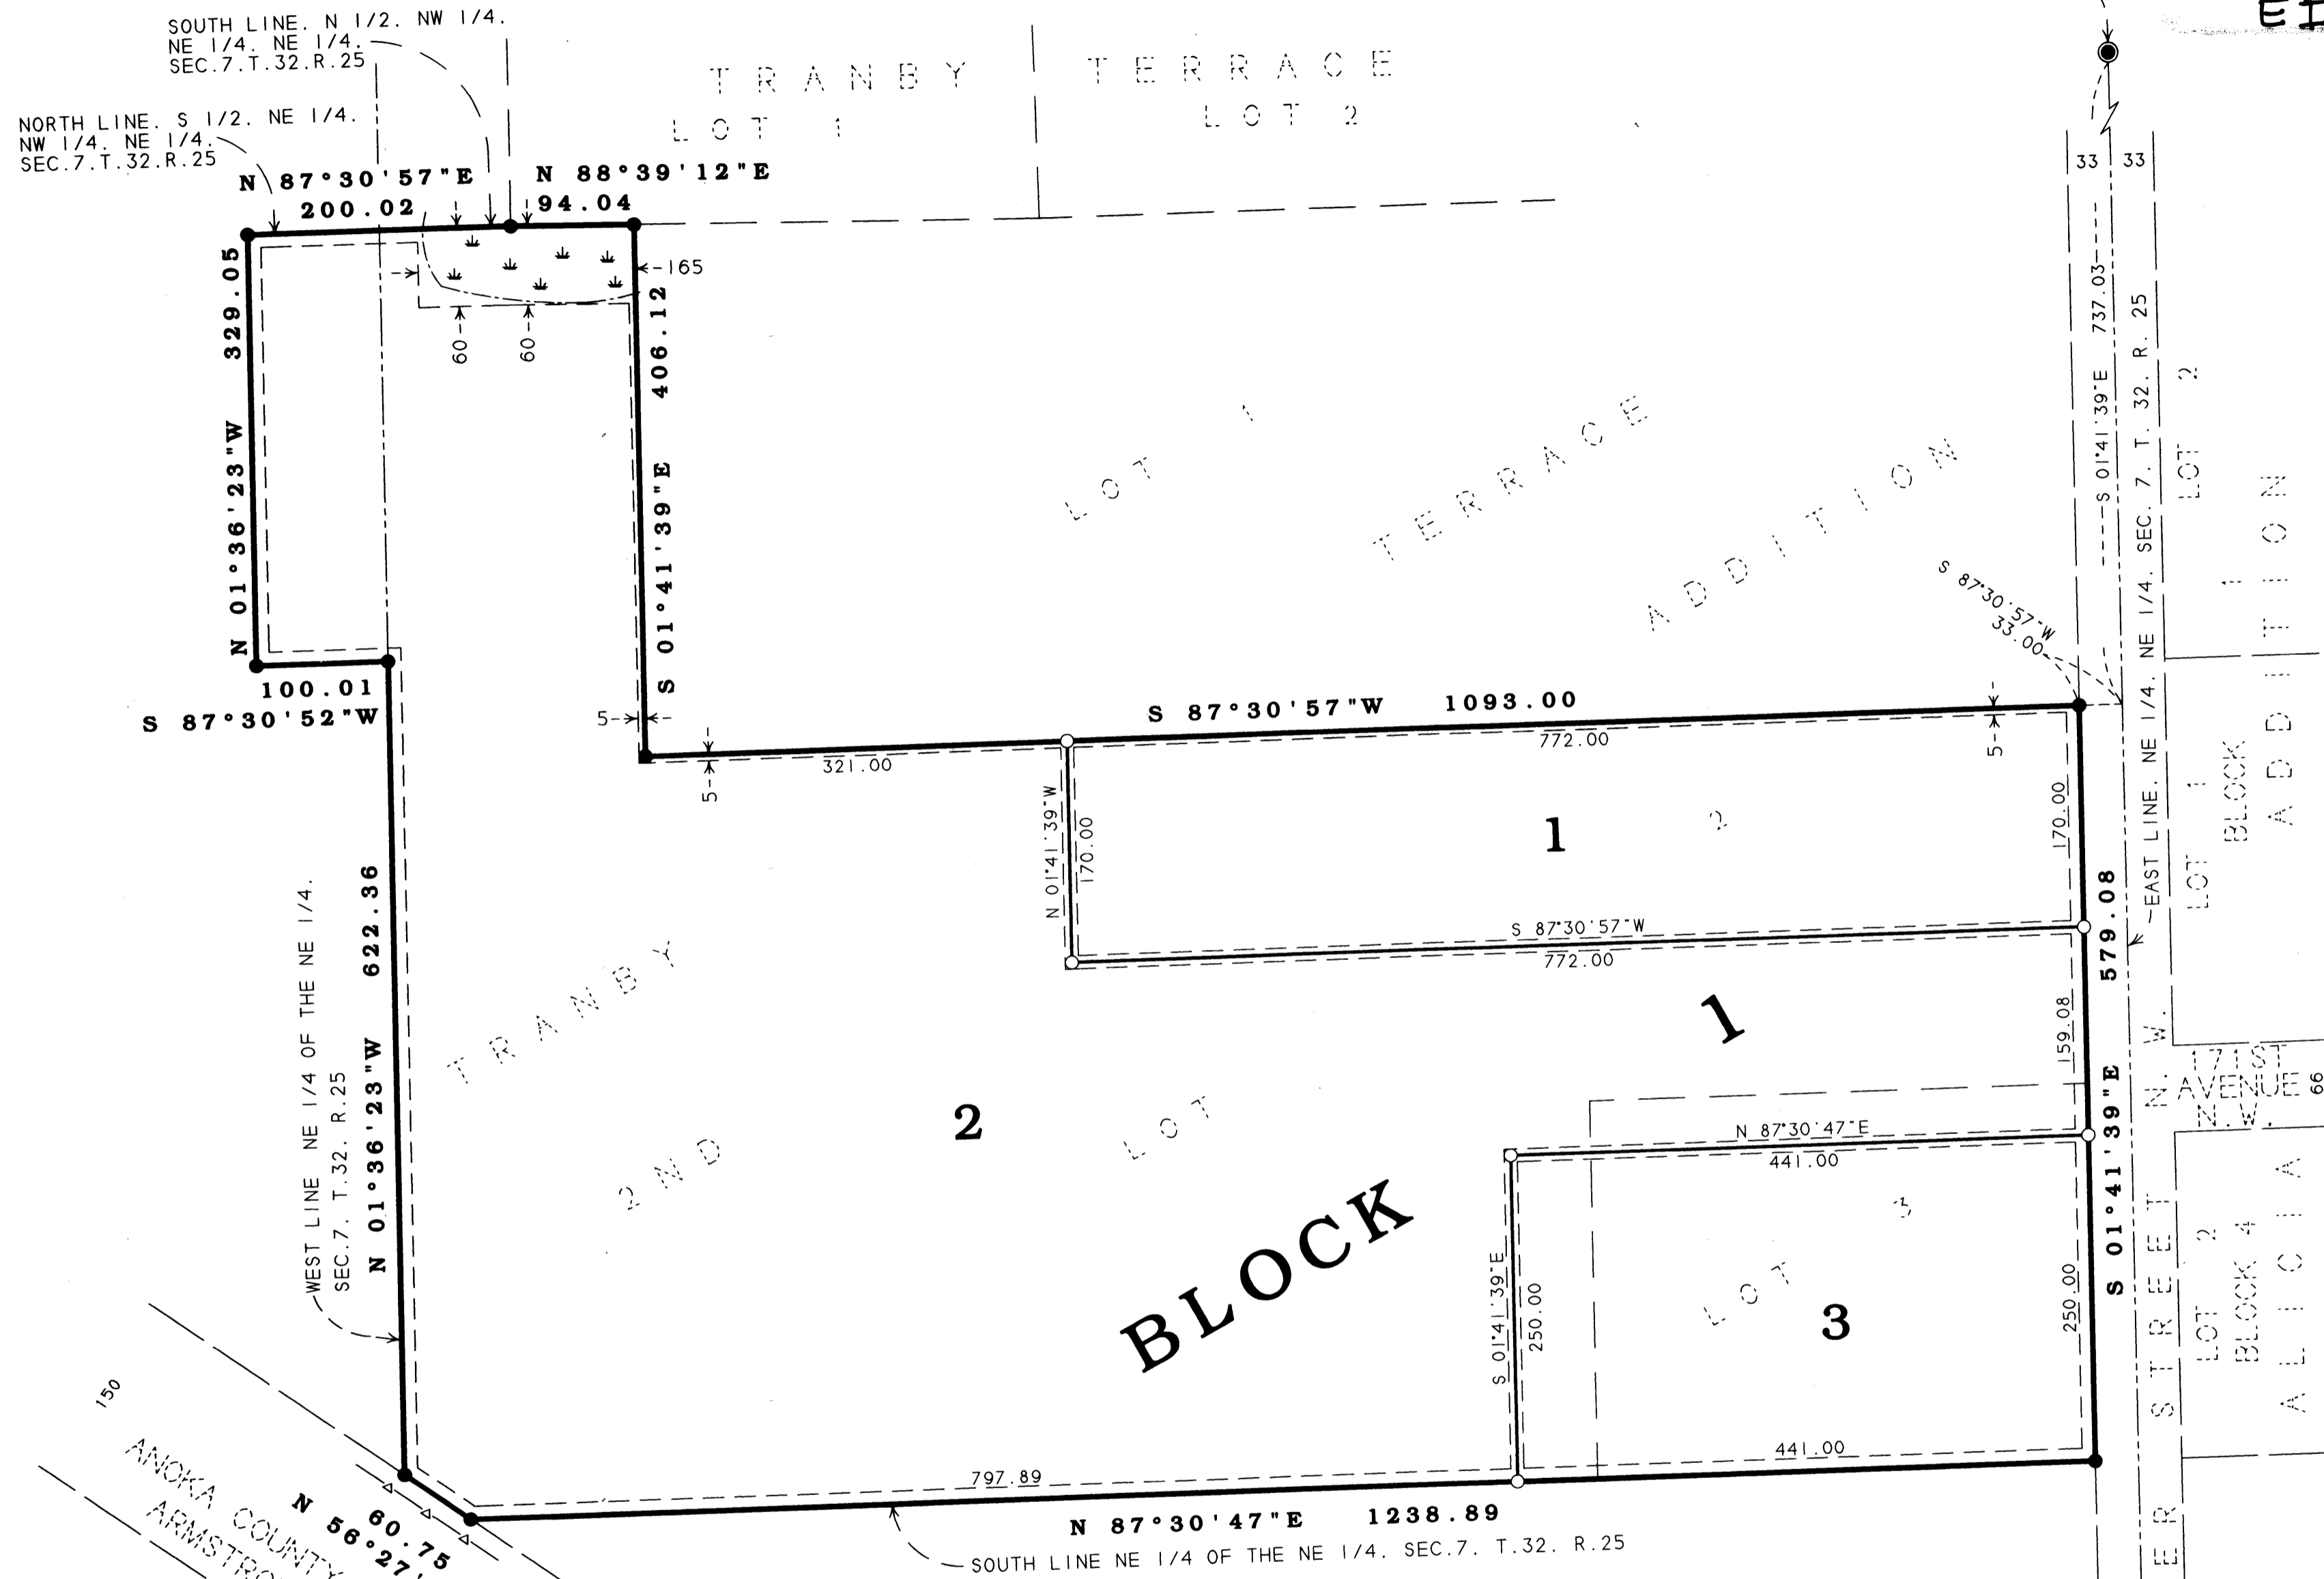 SOUTH LINE. N 1/2. NW 1/4.
NE 1/4. NE 1/4.
SEC.7.T.32.R.25
NORTH LINE. S 1/2. NE 1/4.
NW 1/4. NE 1/4.
SEC.7.T.32.R.25
TRANBY TERRACE
LOT 1
LOT 2
33
33
N 87°30'57"E
200.02
N 88°39'12"E
94.04
165
60
60
329.05
N 01°36'23"W
406.12
S 01°41'39"E
100.01
S 87°30'52"W
5
5
321.00
S 87°30'57"W 1093.00
772.00
5
S 87°30'57"W
33.00
S 01°41'39"E 737.03
EAST LINE. NE 1/4. NE 1/4. SEC. 7. T. 32. R. 25
LOT 1
TERRACE
ADDITION
LOT 2
1
ADDITION
LOT 1
BLOCK
N 01°41'39"W
170.00
1
2
170.00
S 87°30'57"W
772.00
1
159.08
579.08
S 01°41'39"E
171ST
AVENUE
N.W.
66
WEST LINE NE 1/4 OF THE NE 1/4.
SEC.7. T.32. R.25
N 01°36'23"W 622.36
TRANBY
2ND
2
LOT
BLOCK
N 87°30'47"E
441.00
S 01°41'39"E
250.00
LOT
3
3
250.00
441.00
LOT 2
BLOCK 4
ALICIA
ER STREET N. W.
797.89
N 87°30'47"E 1238.89
SOUTH LINE NE 1/4 OF THE NE 1/4. SEC.7. T.32. R.25
150
ANOKA COUNTY
60.75
N 56°27'